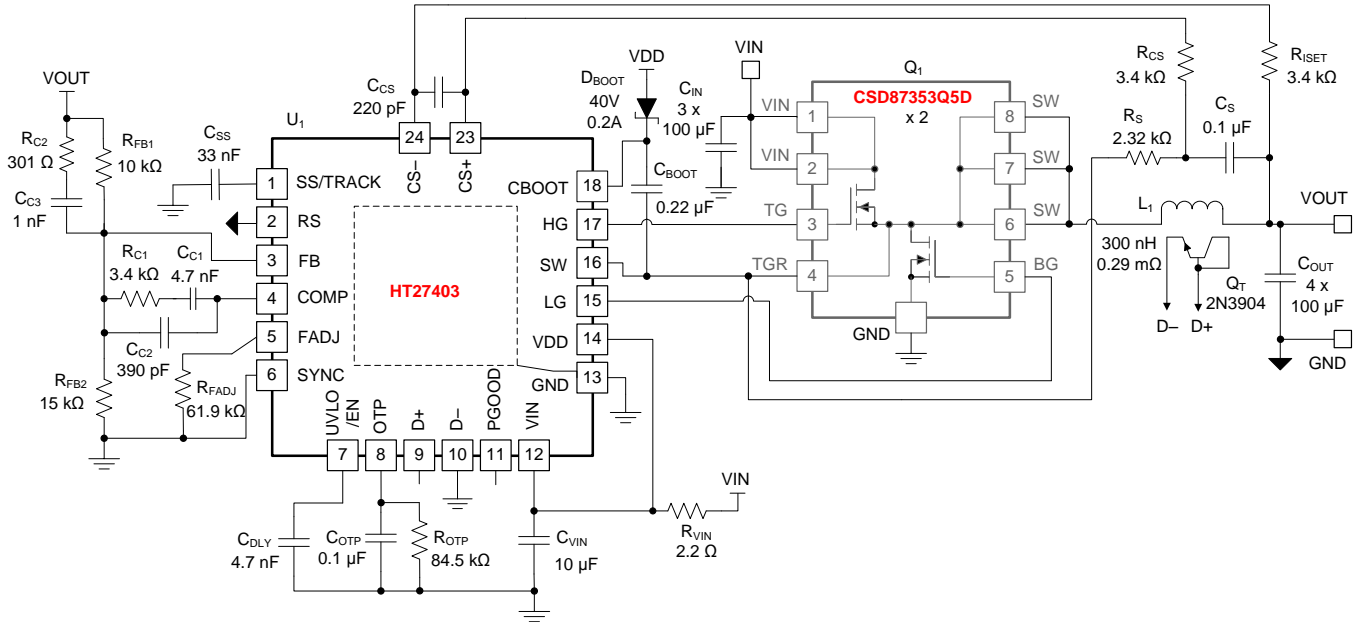 VIN
VDD
Q1
CSD87353Q5D
x 2
RCS
3.4 kΩ
RISET
3.4 kΩ
VOUT
CCS
220 pF
DBOOT
40V
0.2A
CIN
3 x
100 µF
VIN
1
8
SW
RS
2.32 kΩ
CS
0.1 µF
RC2
301 Ω
RFB1
10 kΩ
CSS
33 nF
U1
24
23
CS–
CS+
VIN
2
7
SW
1
SS/TRACK
CBOOT
18
CBOOT
0.22 µF
CC3
1 nF
2
RS
HG
17
TG
3
6
SW
L1
300 nH
0.29 mΩ
VOUT
RC1
3.4 kΩ
CC1
4.7 nF
3
FB
SW
16
TGR
4
5
BG
QT
2N3904
COUT
4 x
100 µF
HT27403
4
COMP
LG
15
GND
D–
D+
GND
CC2
390 pF
5
FADJ
VDD
14
RFB2
15 kΩ
RFADJ
61.9 kΩ
6
SYNC
GND
13
UVLO
/EN
OTP
D+
D–
PGOOD
VIN
7
8
9
10
11
12
VIN
RVIN
2.2 Ω
CDLY
4.7 nF
COTP
0.1 µF
ROTP
84.5 kΩ
CVIN
10 µF